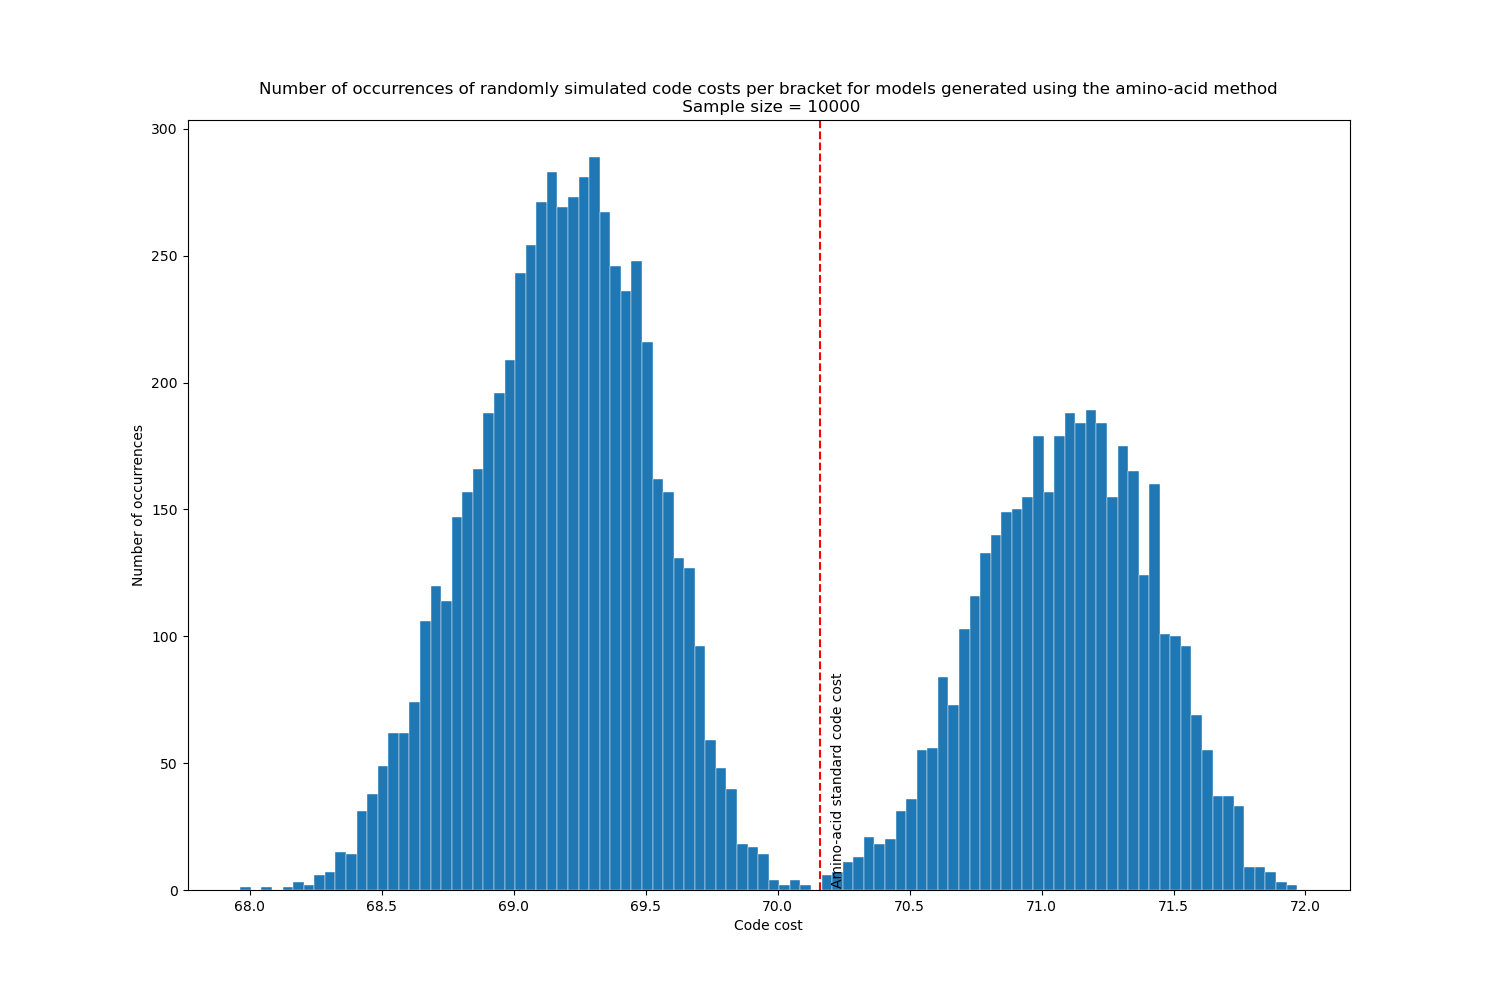 Number of occurrences of randomly simulated code costs per bracket for models generated using the amino-acid method
Sample size = 10000
300
250
200
150
100
50
0
Number of occurrences
Amino-acid standard code cost
68.0 68.5 69.0 69.5 70.0 70.5 71.0 71.5 72.0
Code cost